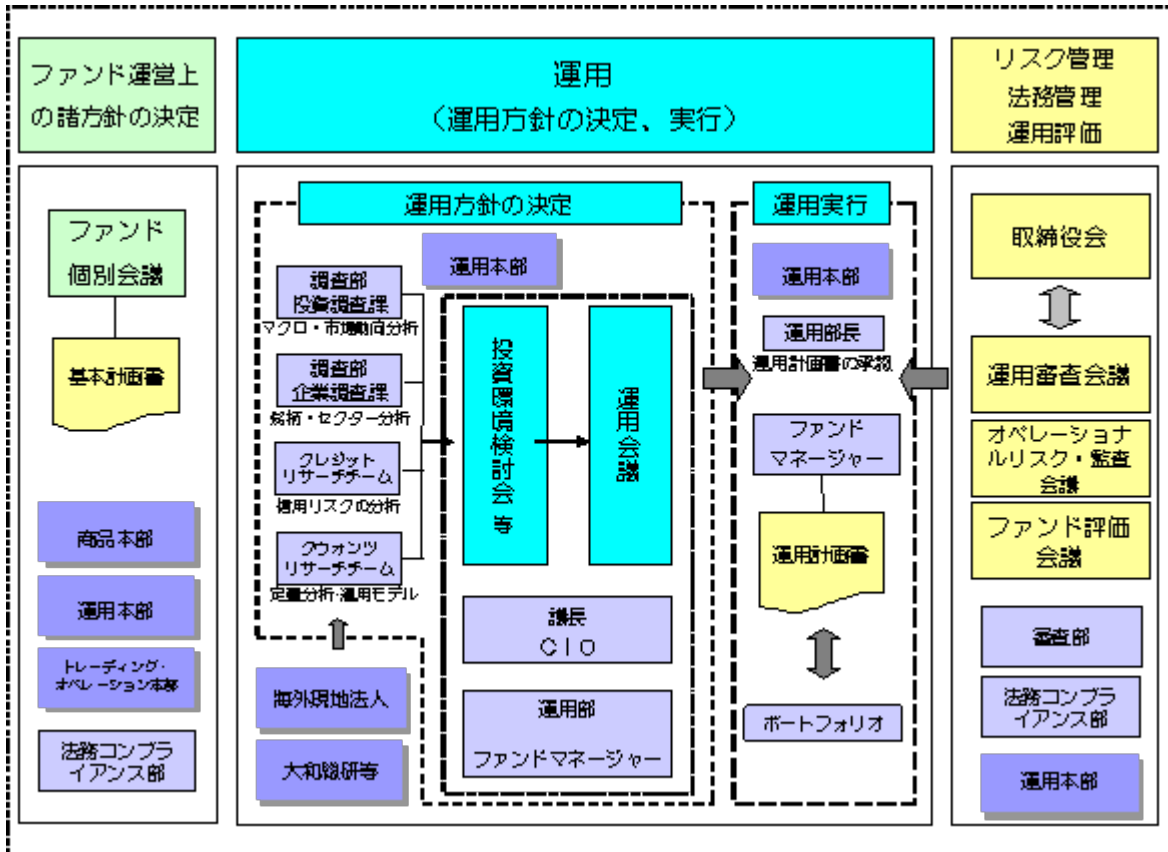 ファンド運営上
の諸方針の決定
運用
（運用方針の決定、実行）
リスク管理
法務管理
運用評価
ファンド
個別会議
基本計画書
商品本部
運用本部
トレーディング・
オペレーション本部
法務コンプラ
イアンス部
運用方針の決定
運用本部
調査部
投資調査課
マクロ・市場動向分析
調査部
企業調査課
銘柄・セクター分析
クレジット
リサーチチーム
信用リスクの分析
クウォンツ
リサーチチーム
定量分析・運用モデル
海外現地法人
大和総研等
投資環境検討会 等
運用会議
議長
ＣＩＯ
運用部
ファンドマネージャー
運用実行
運用本部
運用部長
運用計画書の承認
ファンド
マネージャー
運用計画書
ポートフォリオ
取締役会
運用審査会議
オペレーショナ
ルリスク・監査
会議
ファンド評価
会議
審査部
法務コンプラ
イアンス部
運用本部